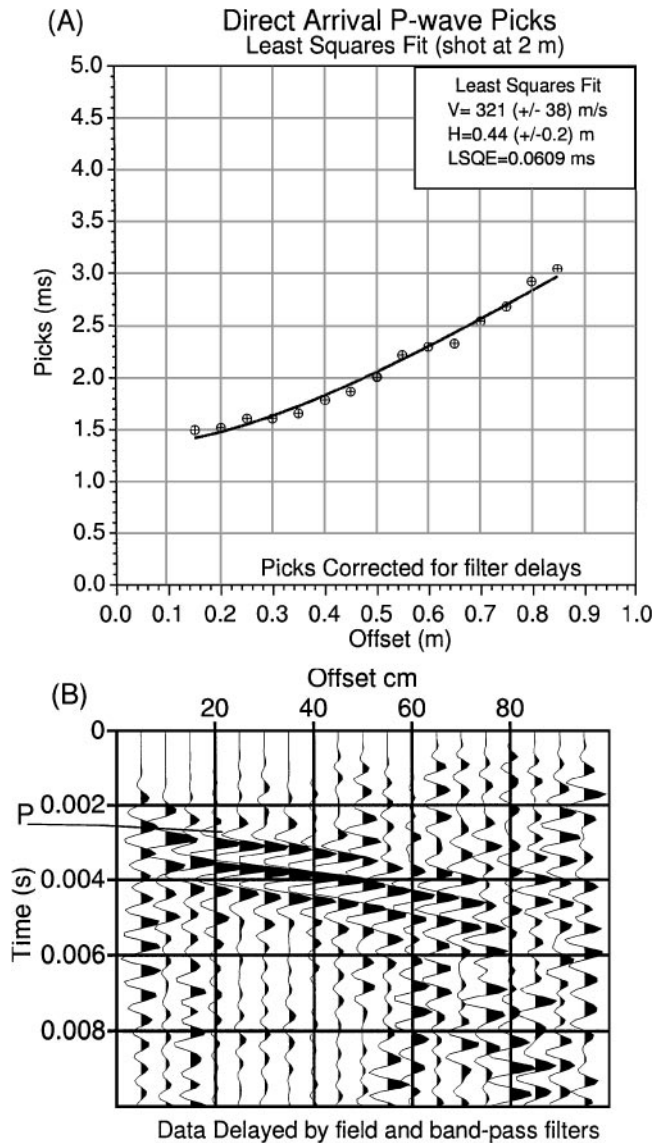 (A)
Direct Arrival P-wave Picks
Least Squares Fit (shot at 2 m)
Least Squares Fit
V= 321 (+/- 38) m/s
H=0.44 (+/-0.2) m
LSQE=0.0609 ms
5.0
4.5
4.0
3.5
3.0
2.5
2.0
1.5
1.0
0.5
0.0
Picks (ms)
Picks Corrected for filter delays
0.0 0.1 0.2 0.3 0.4 0.5 0.6 0.7 0.8 0.9 1.0
Offset (m)
(B)
Offset cm
20 40 60 80
0
0.002
P
0.004
0.006
0.008
Time (s)
Data Delayed by field and band-pass filters